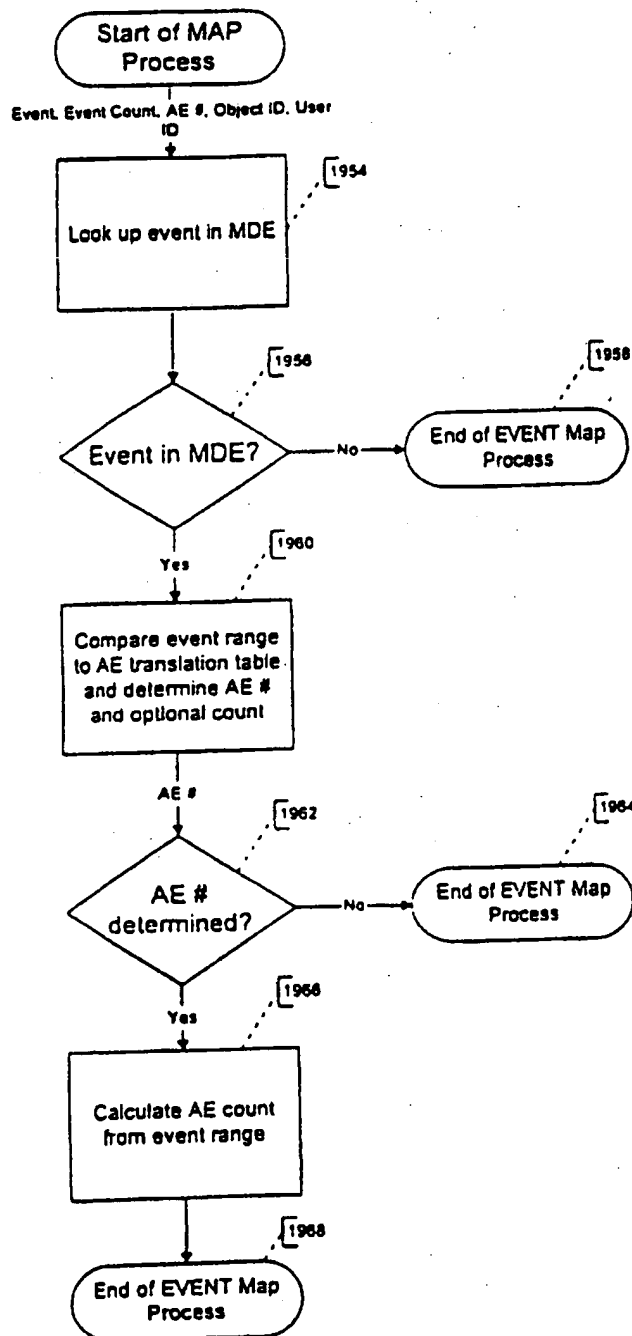 Start of MAP
Process
Event, Event Count, AE #, Object ID, User
ID
1954
Look up event in MDE
1956
1958
Event in MDE?
No
End of EVENT Map
Process
Yes
1960
Compare event range
to AE translation table
and determine AE #
and optional count
AE #
1962
1964
AE #
determined?
No
End of EVENT Map
Process
Yes
1966
Calculate AE count
from event range
1968
End of EVENT Map
Process